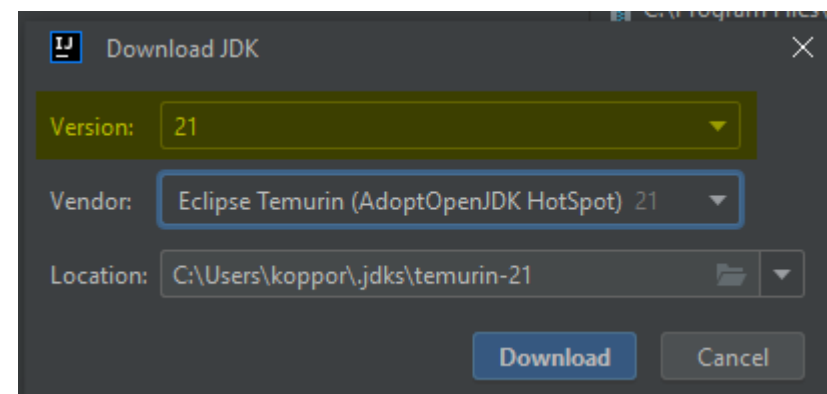 IJ
Download JDK
Version: 21
Vendor: Eclipse Temurin (AdoptOpenJDK HotSpot) 21
Location: C:\Users\koppor\.jdks\temurin-21
Download Cancel